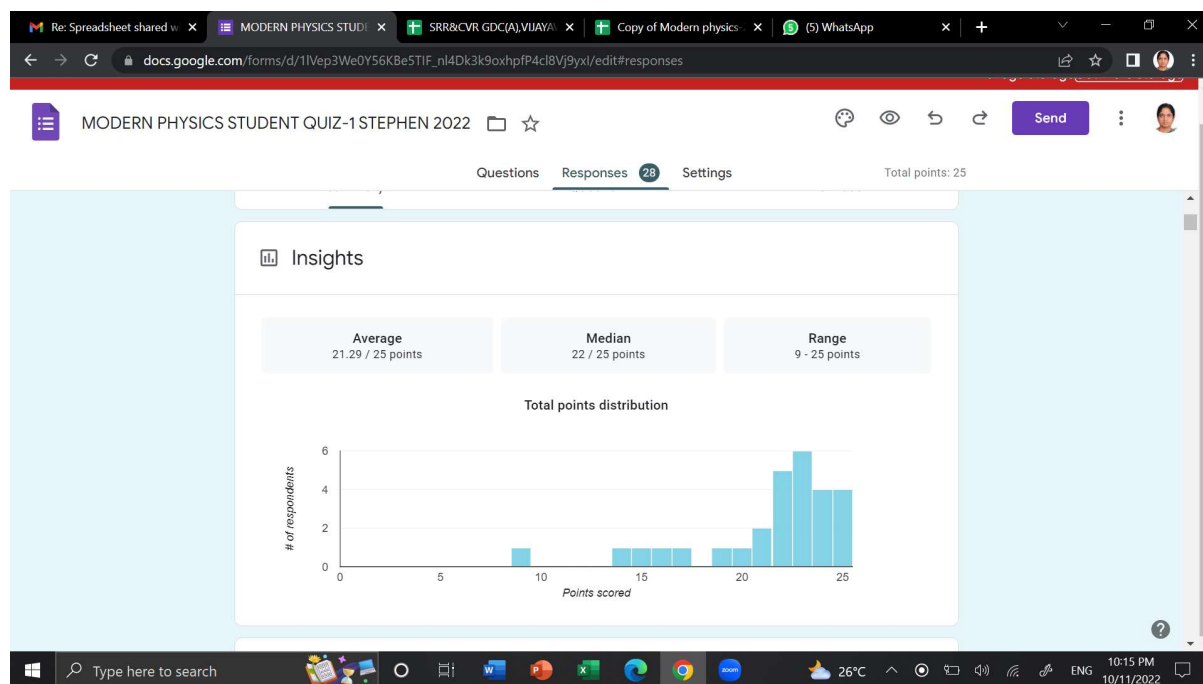 Re: Spreadsheet shared w
MODERN PHYSICS STUDE
SRR&CVR GDC(A),VIJAYA
Copy of Modern physics-
(5) WhatsApp
docs.google.com/forms/d/1lVep3We0Y56KBe5TIF_nl4Dk3k9oxhpfP4cl8Vj9yxI/edit#responses
MODERN PHYSICS STUDENT QUIZ-1 STEPHEN 2022
Send
Questions
Responses 28
Settings
Total points: 25
Insights
Average
21.29 / 25 points
Median
22 / 25 points
Range
9 - 25 points
Total points distribution
# of respondents
6
4
2
0
0 5 10 15 20 25
Points scored
Type here to search
26°C
ENG
10:15 PM
10/11/2022